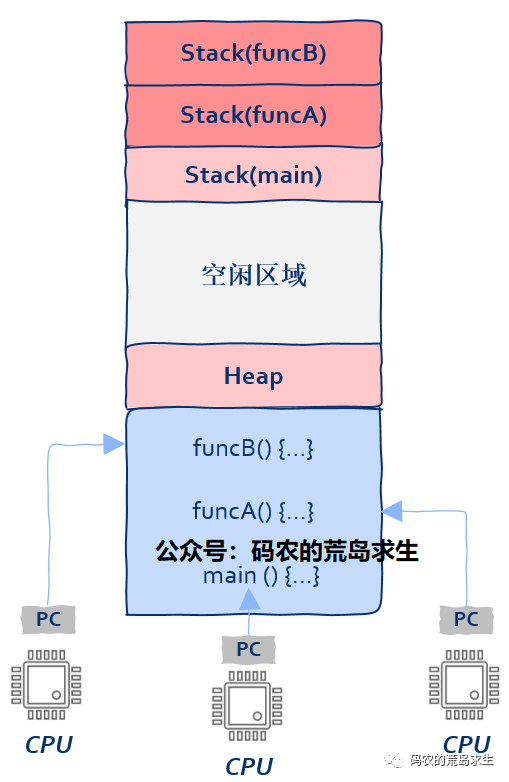 Stack(funcB)
Stack(funcA)
Stack(main)
空闲区域
Heap
funcB() {...}
funcA() {...}
公众号：码农的荒岛求生
main () {...}
PC
PC
PC
CPU
CPU
CPU
码农的荒岛求生